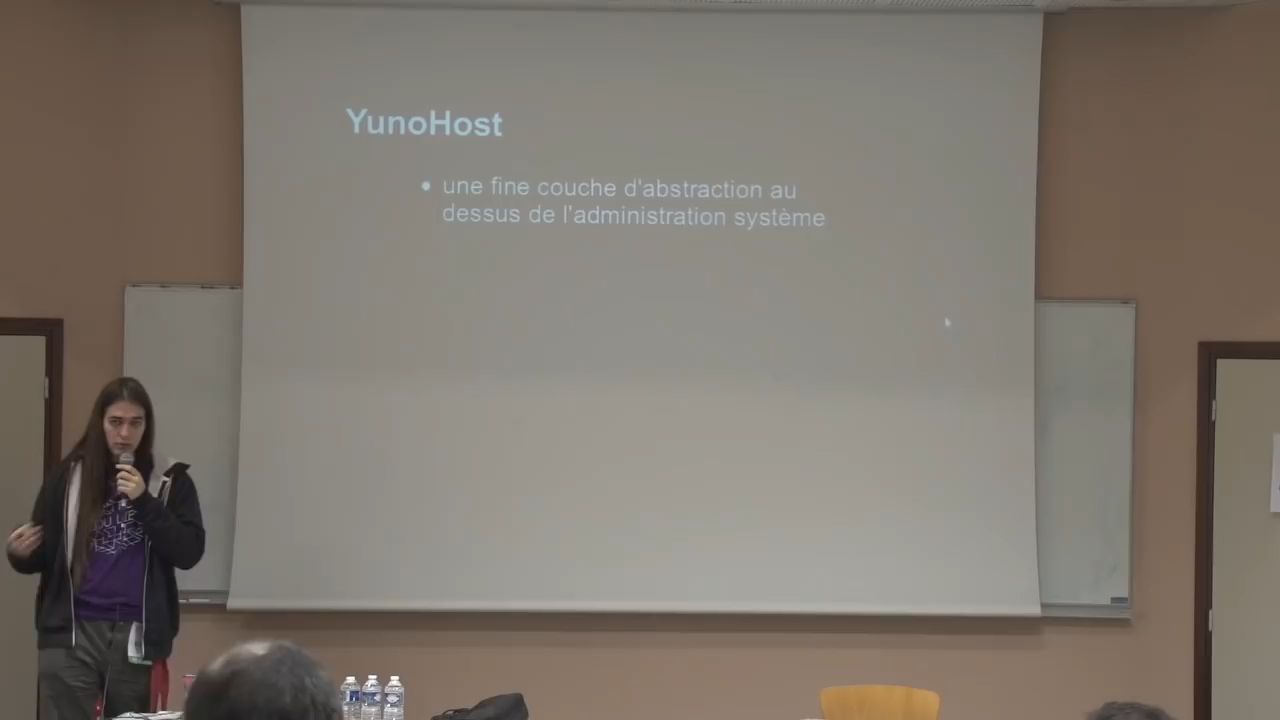 YunoHost
• une fine couche d'abstraction au
dessus de l'administration système